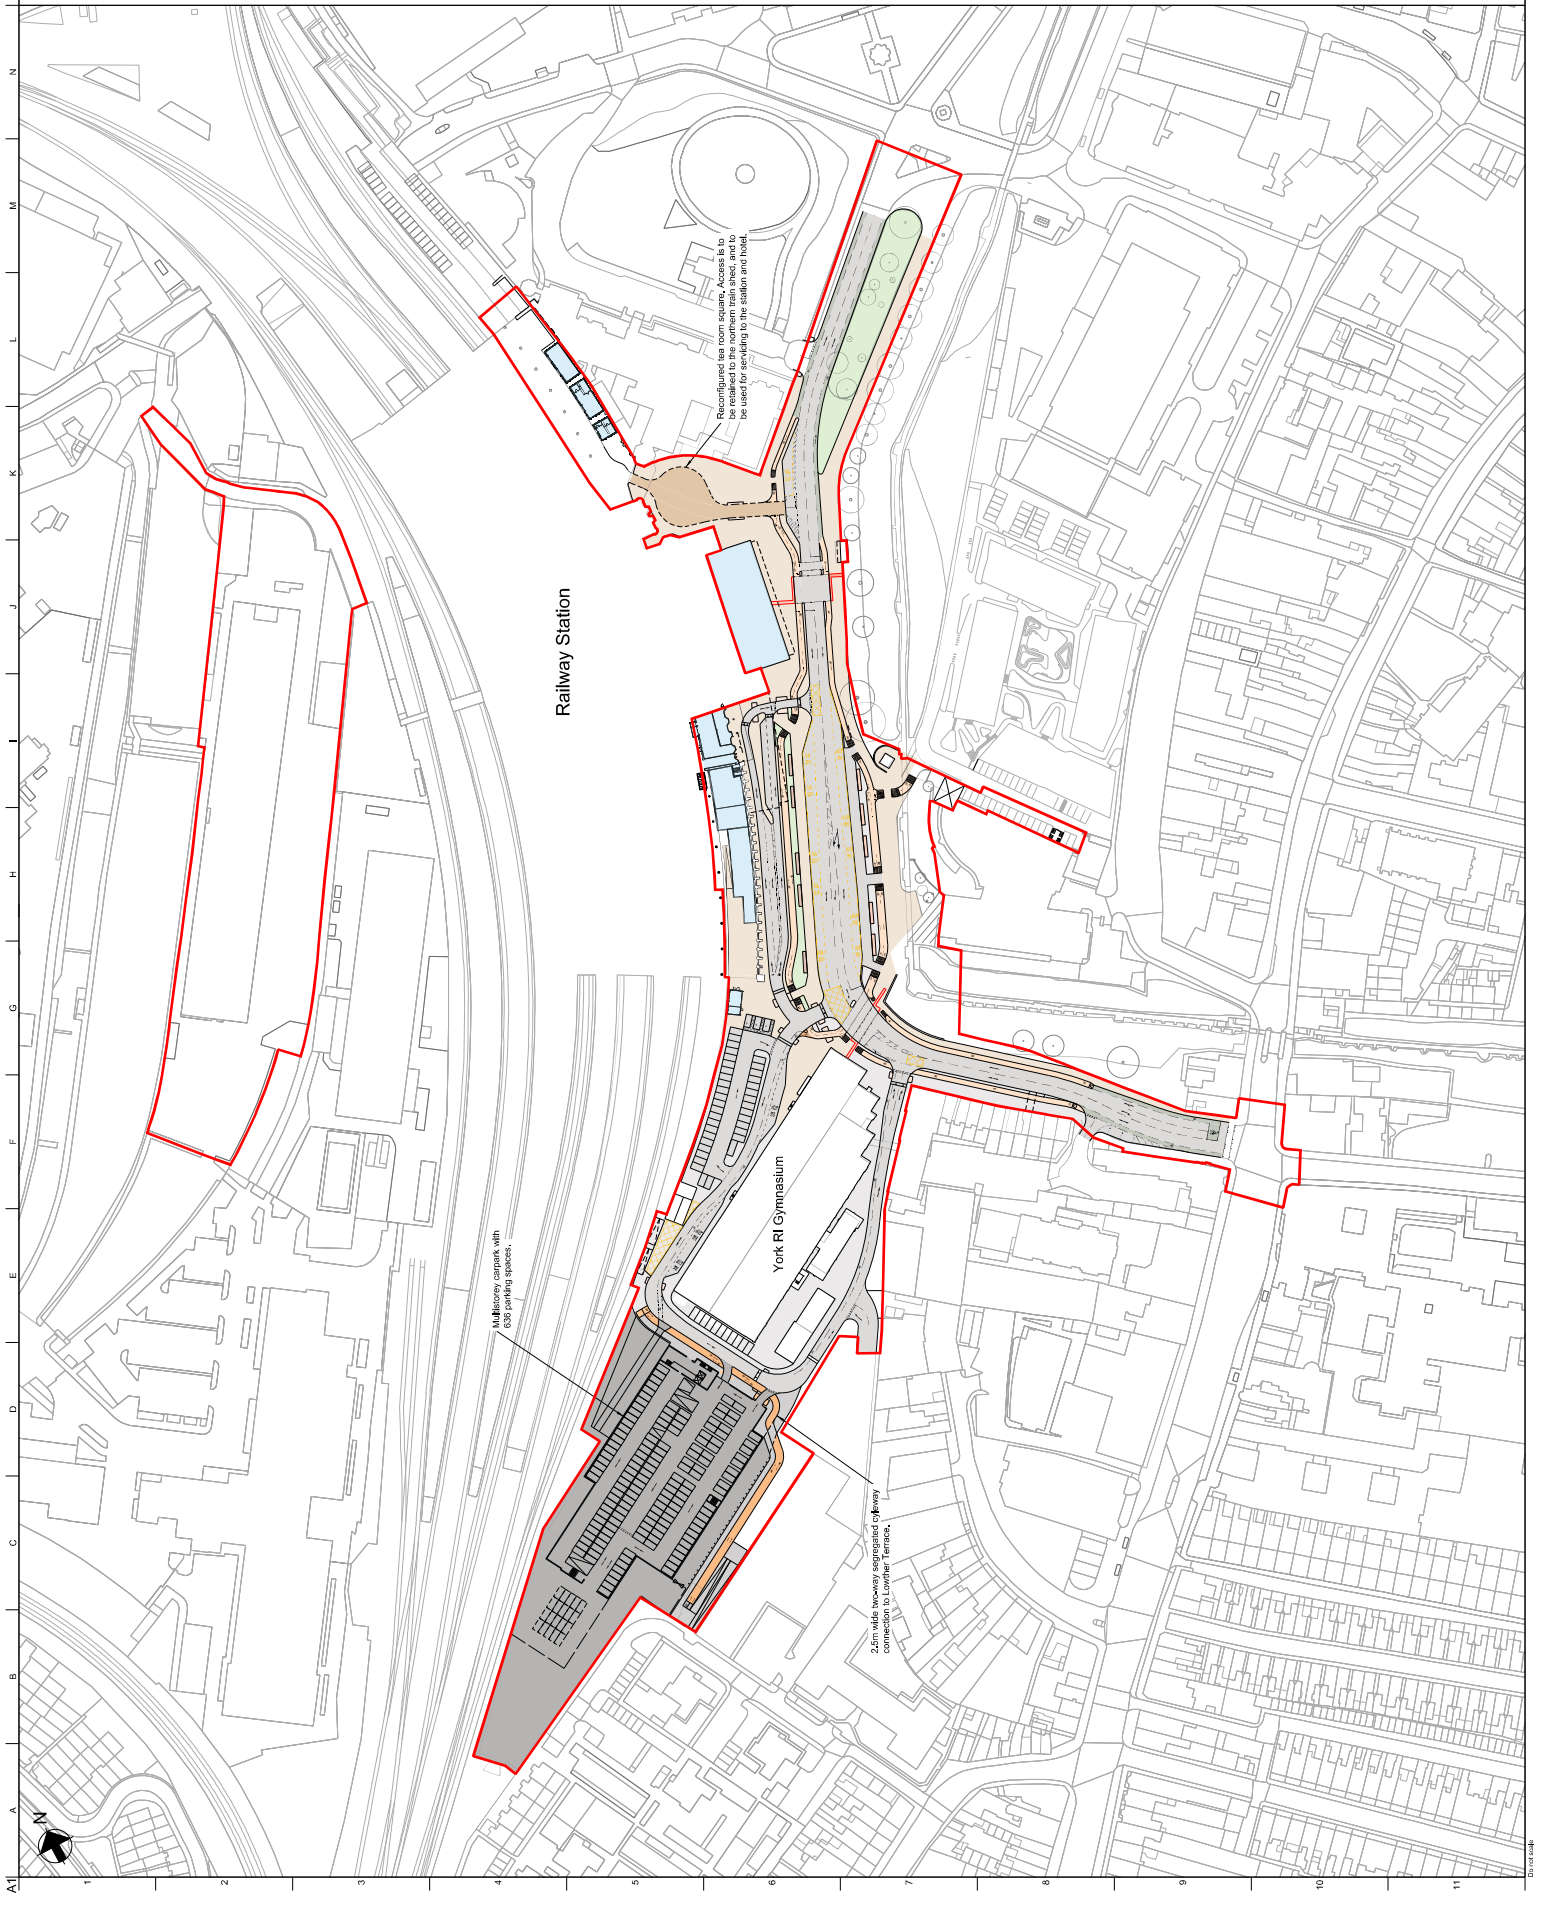 N
M
L
K
J
I
H
G
F
E
D
C
B
A
A1
1
2
3
4
5
6
7
8
9
10
11
N
Railway Station
Reconfigured tea room square. Access is to
be retained to the northern train shed, and to
be used for servicing to the station and hotel.
York RI Gymnasium
Multistorey carpark with
636 parking spaces.
2.5m wide two-way segregated cycleway
connection to Lowther Terrace.
Do not scale